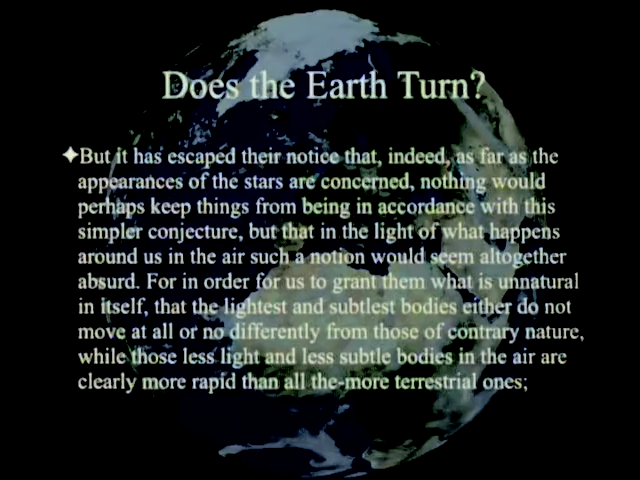 Does the Earth Turn?
But it has escaped their notice that, indeed, as far as the
appearances of the stars are concerned, nothing would
perhaps keep things from being in accordance with this
simpler conjecture, but that in the light of what happens
around us in the air such a notion would seem altogether
absurd. For in order for us to grant them what is unnatural
in itself, that the lightest and subtlest bodies either do not
move at all or no differently from those of contrary nature,
while those less light and less subtle bodies in the air are
clearly more rapid than all the-more terrestrial ones;